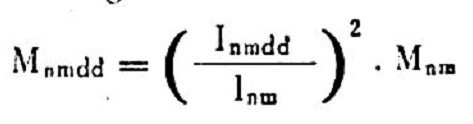 M_nmdd = ( I_nmdd / I_nm )² . M_nm